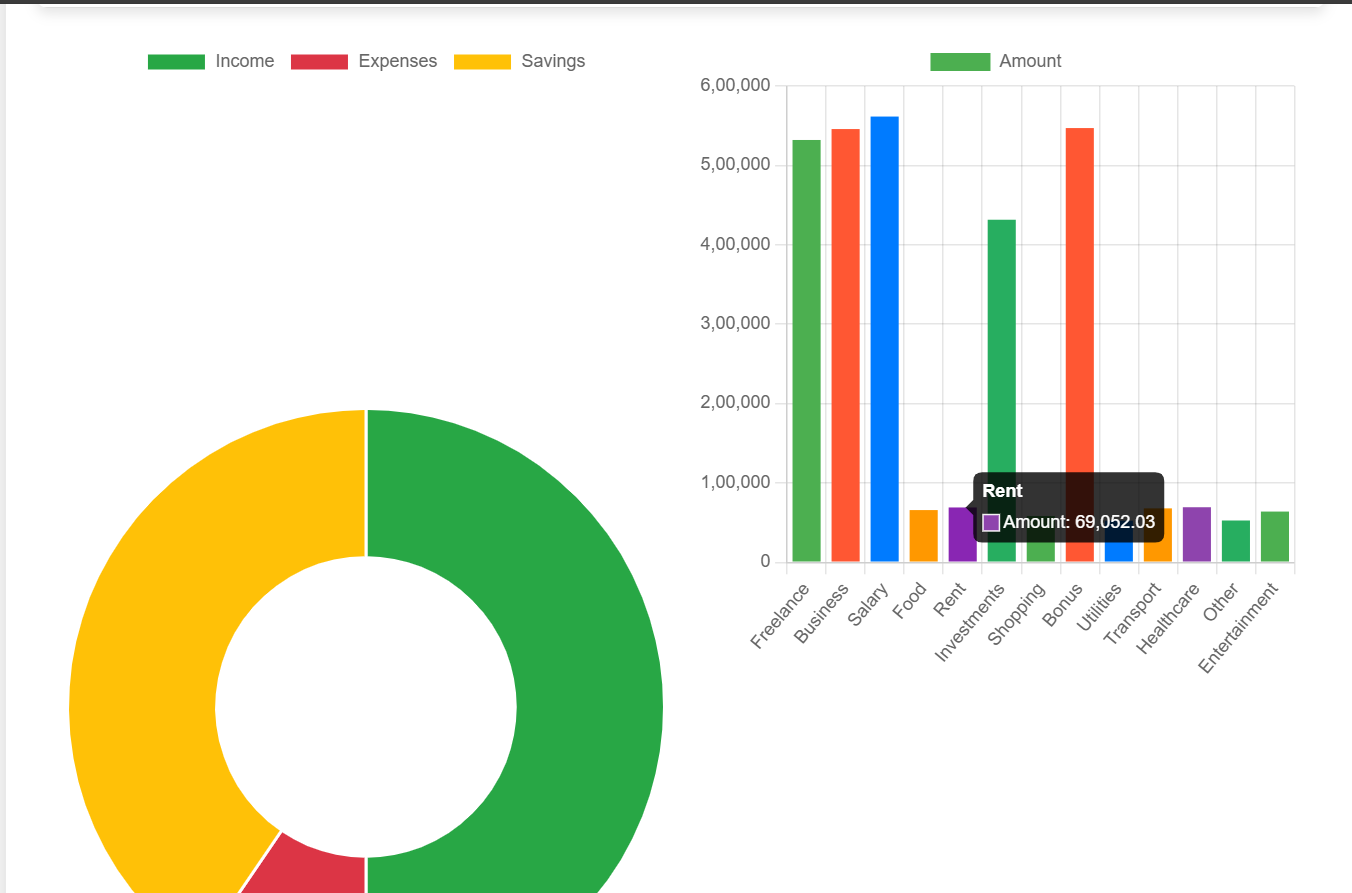 Income Expenses Savings
Amount
6,00,000
5,00,000
4,00,000
3,00,000
2,00,000
1,00,000
0
Rent
Amount: 69,052.03
Freelance
Business
Salary
Food
Rent
Investments
Shopping
Bonus
Utilities
Transport
Healthcare
Other
Entertainment